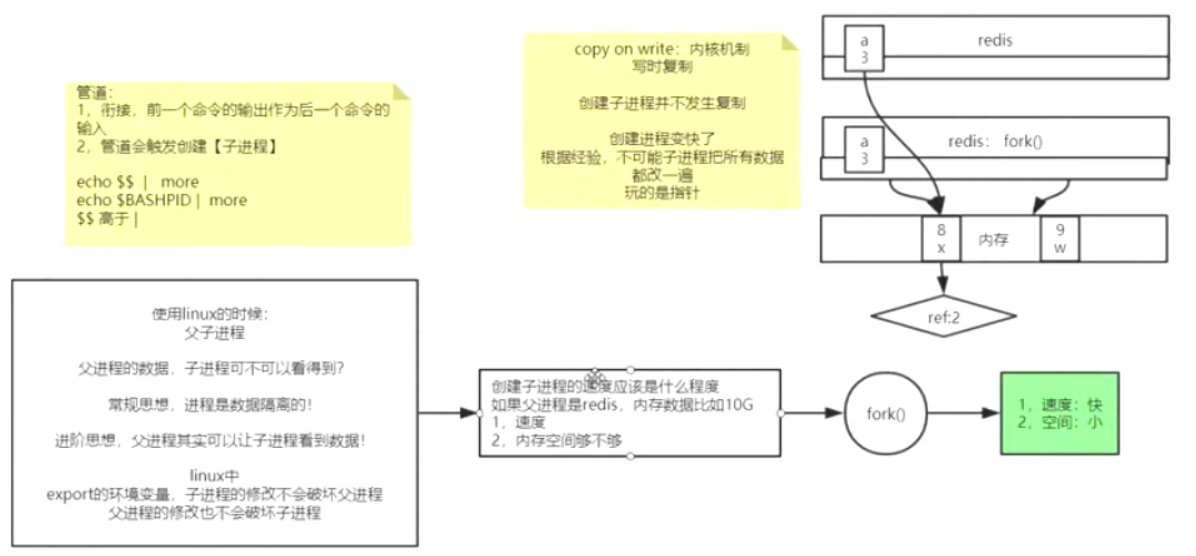 管道：
1，衔接，前一个命令的输出作为后一个命令的
输入
2，管道会触发创建【子进程】
echo $$ | more
echo $BASHPID | more
$$ 高于 |
copy on write：内核机制
写时复制
创建子进程并不发生复制
创建进程变快了
根据经验，不可能子进程把所有数据
都改一遍
玩的是指针
a
3
redis
a
3
redis：fork()
8
x
内存
9
w
ref:2
使用linux的时候：
父子进程
父进程的数据，子进程可不可以看得到？
常规思想，进程是数据隔离的！
进阶思想，父进程其实可以让子进程看到数据！
linux中
export的环境变量，子进程的修改不会破坏父进程
父进程的修改也不会破坏子进程
创建子进程的速度应该是什么程度
如果父进程是redis，内存数据比如10G
1，速度
2，内存空间够不够
fork()
1，速度：快
2，空间：小